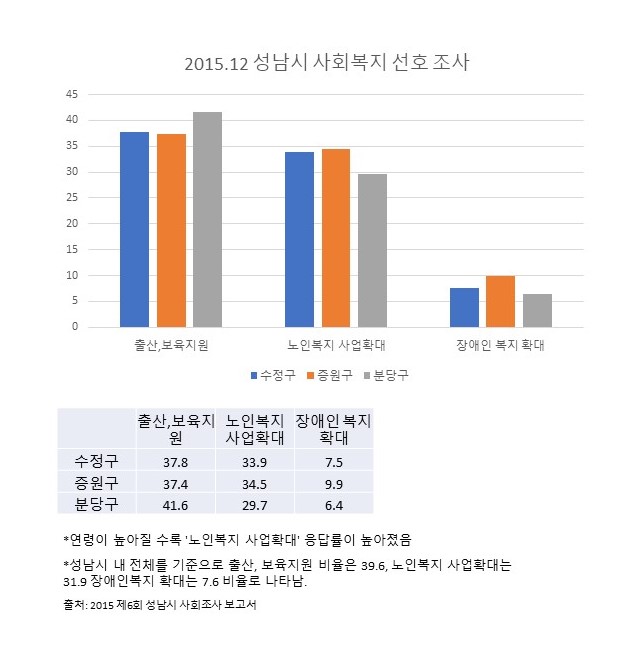 2015.12 성남시 사회복지 선호 조사
45
40
35
30
25
20
15
10
5
0
출산,보육지원 노인복지 사업확대 장애인 복지 확대
수정구 증원구 분당구
출산,보육지 노인복지 장애인 복지
원 사업확대 확대
수정구 37.8 33.9 7.5
증원구 37.4 34.5 9.9
분당구 41.6 29.7 6.4
*연령이 높아질 수록 '노인복지 사업확대' 응답률이 높아졌음
*성남시 내 전체를 기준으로 출산, 보육지원 비율은 39.6, 노인복지 사업확대는
31.9 장애인복지 확대는 7.6 비율로 나타남.
출처: 2015 제6회 성남시 사회조사 보고서